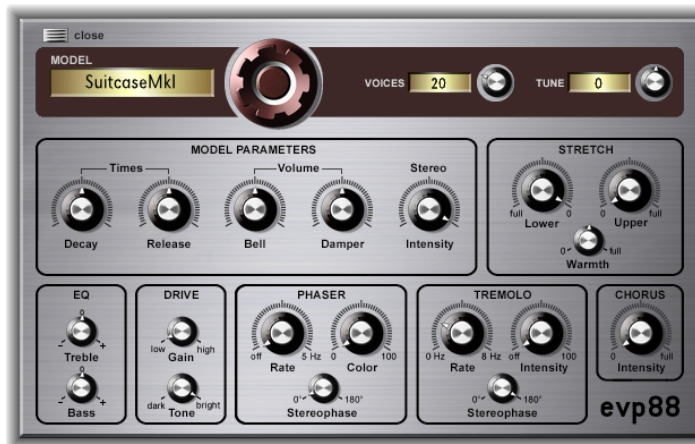 close
MODEL
SuitcaseMkI
VOICES 20 TUNE 0
MODEL PARAMETERS
Times Volume Stereo
Decay Release Bell Damper Intensity
STRETCH
full Lower 0 0 Upper full
0 Warmth full
EQ
0
- Treble +
0
- Bass +
DRIVE
low Gain high
dark Tone bright
PHASER
off Rate 5 Hz 0 Color 100
0° 180°
Stereophase
TREMOLO
0 Hz Rate 8 Hz off Intensity 100
0° 180°
Stereophase
CHORUS
0 full
Intensity
evp88